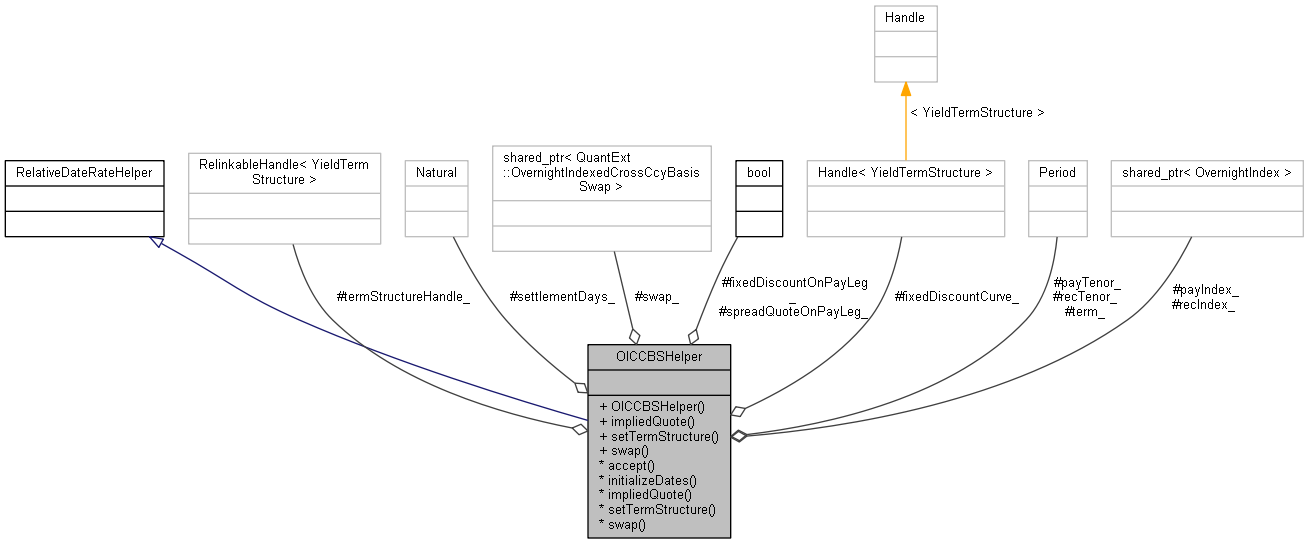 Handle
< YieldTermStructure >
RelativeDateRateHelper
RelinkableHandle< YieldTerm
Structure >
Natural
shared_ptr< QuantExt
::OvernightIndexedCrossCcyBasis
Swap >
bool
Handle< YieldTermStructure >
Period
shared_ptr< OvernightIndex >
#termStructureHandle_
#settlementDays_
#swap_
#fixedDiscountOnPayLeg
_
#spreadQuoteOnPayLeg_
#fixedDiscountCurve_
#payTenor_
#recTenor_
#term_
#payIndex_
#recIndex_
OICCBSHelper
+ OICCBSHelper()
+ impliedQuote()
+ setTermStructure()
+ swap()
* accept()
* initializeDates()
* impliedQuote()
* setTermStructure()
* swap()